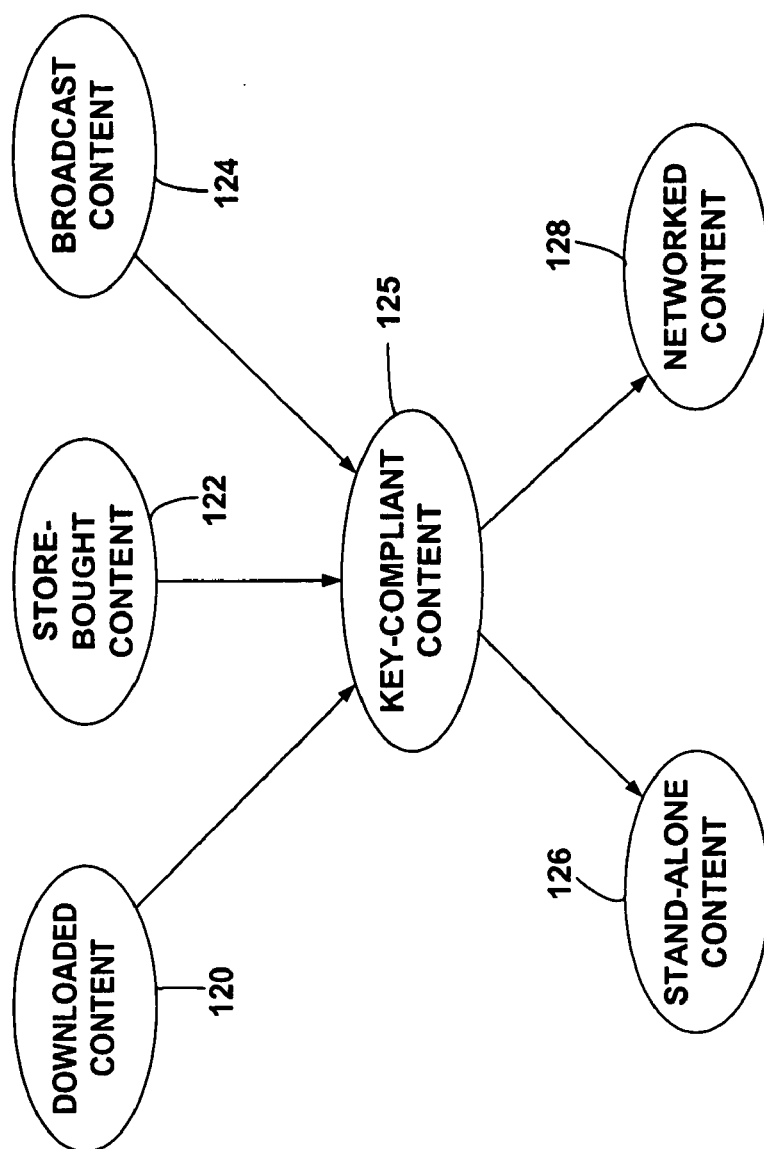 DOWNLOADED
CONTENT
120
STORE-
BOUGHT
CONTENT
122
BROADCAST
CONTENT
124
KEY-COMPLIANT
CONTENT
125
STAND-ALONE
CONTENT
126
NETWORKED
CONTENT
128